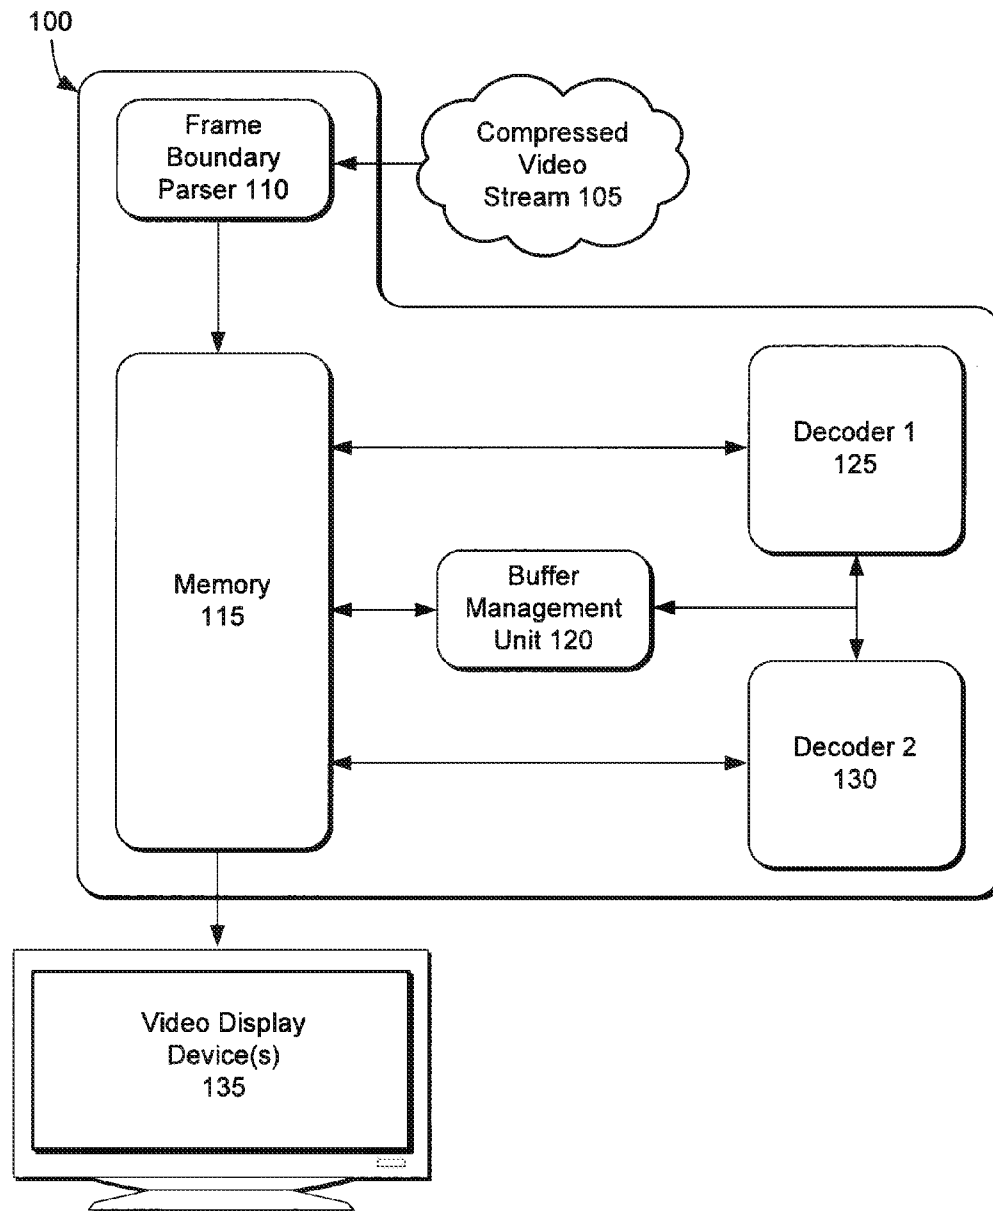 100
Frame
Boundary
Parser 110
Compressed
Video
Stream 105
Decoder 1
125
Memory
115
Buffer
Management
Unit 120
Decoder 2
130
Video Display
Device(s)
135